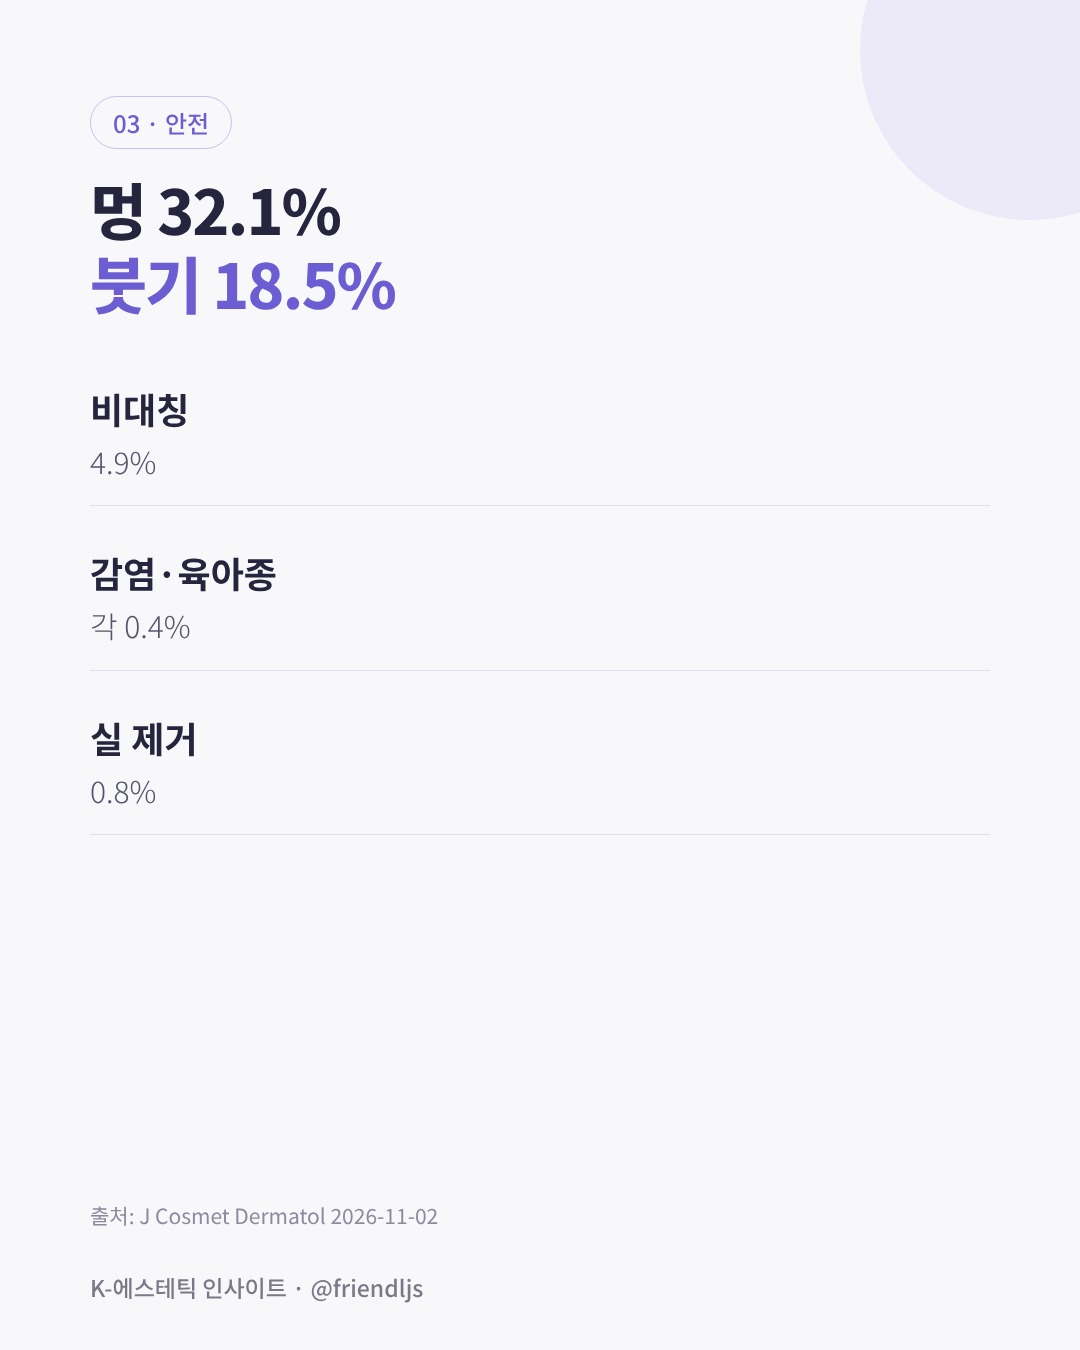 03 · 안전
멍 32.1%
붓기 18.5%
비대칭
4.9%
감염·육아종
각 0.4%
실 제거
0.8%
출처: J Cosmet Dermatol 2026-11-02
K-에스테틱 인사이트 · @friendljs